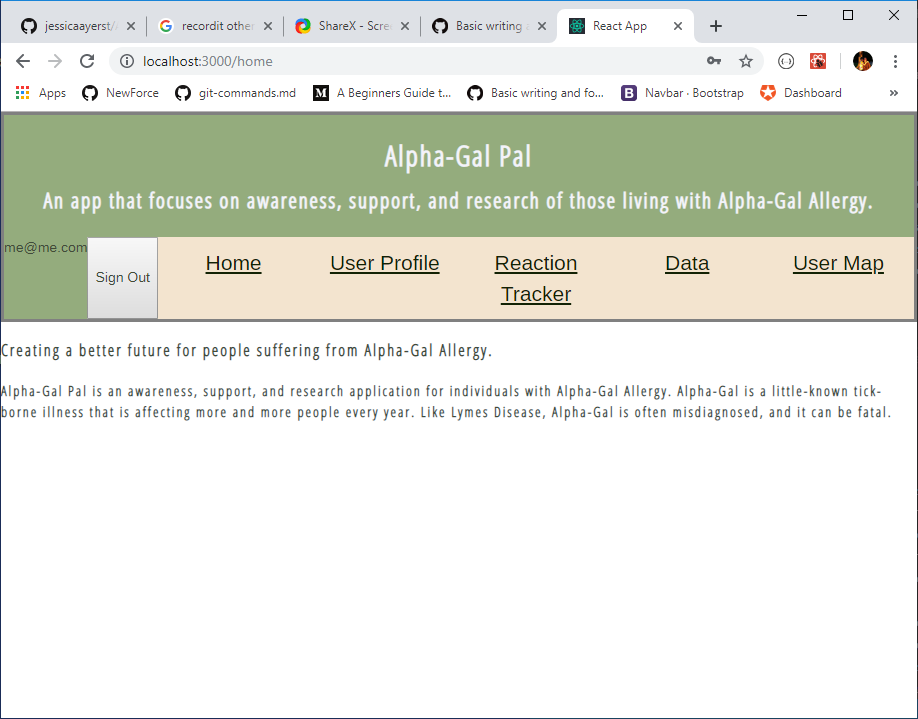 jessicaayerst/
recordit other
ShareX - Scre
Basic writing a
React App
localhost:3000/home
Apps
NewForce
git-commands.md
A Beginners Guide t...
Basic writing and fo...
Navbar · Bootstrap
Dashboard
»
Alpha-Gal Pal
An app that focuses on awareness, support, and research of those living with Alpha-Gal Allergy.
me@me.com
Sign Out
Home
User Profile
Reaction
Tracker
Data
User Map
Creating a better future for people suffering from Alpha-Gal Allergy.
Alpha-Gal Pal is an awareness, support, and research application for individuals with Alpha-Gal Allergy. Alpha-Gal is a little-known tick-
borne illness that is affecting more and more people every year. Like Lymes Disease, Alpha-Gal is often misdiagnosed, and it can be fatal.